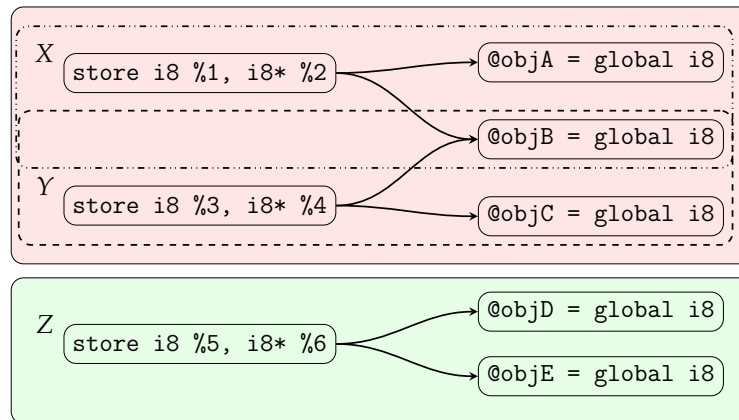 X
store i8 %1, i8* %2
@objA = global i8
@objB = global i8
Y
store i8 %3, i8* %4
@objC = global i8
Z
store i8 %5, i8* %6
@objD = global i8
@objE = global i8